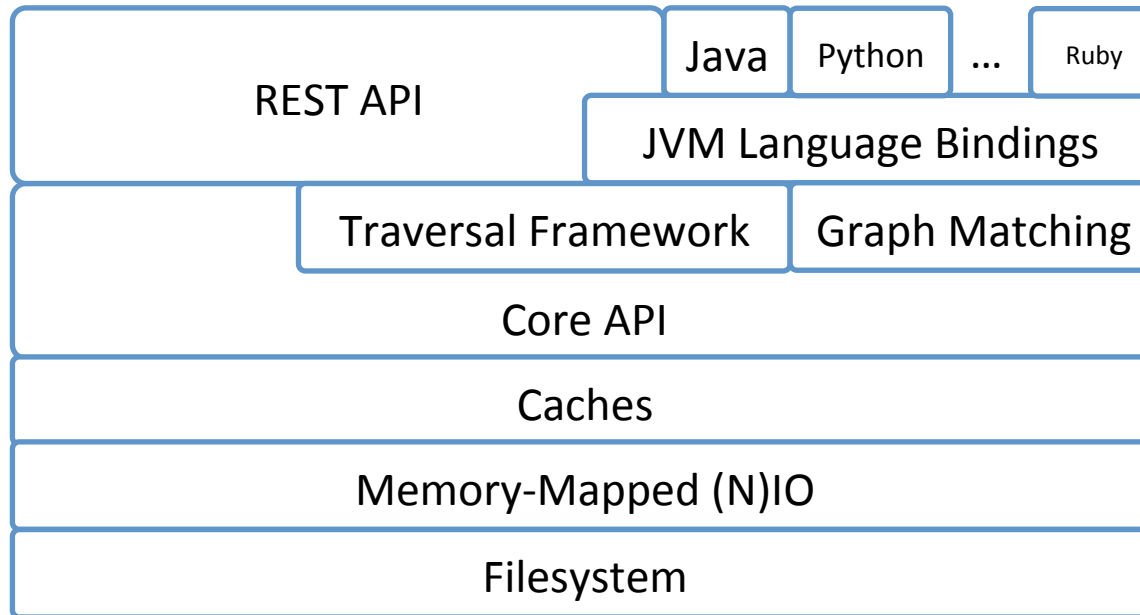 Java Python ... Ruby
REST API
JVM Language Bindings
Traversal Framework Graph Matching
Core API
Caches
Memory-Mapped (N)IO
Filesystem